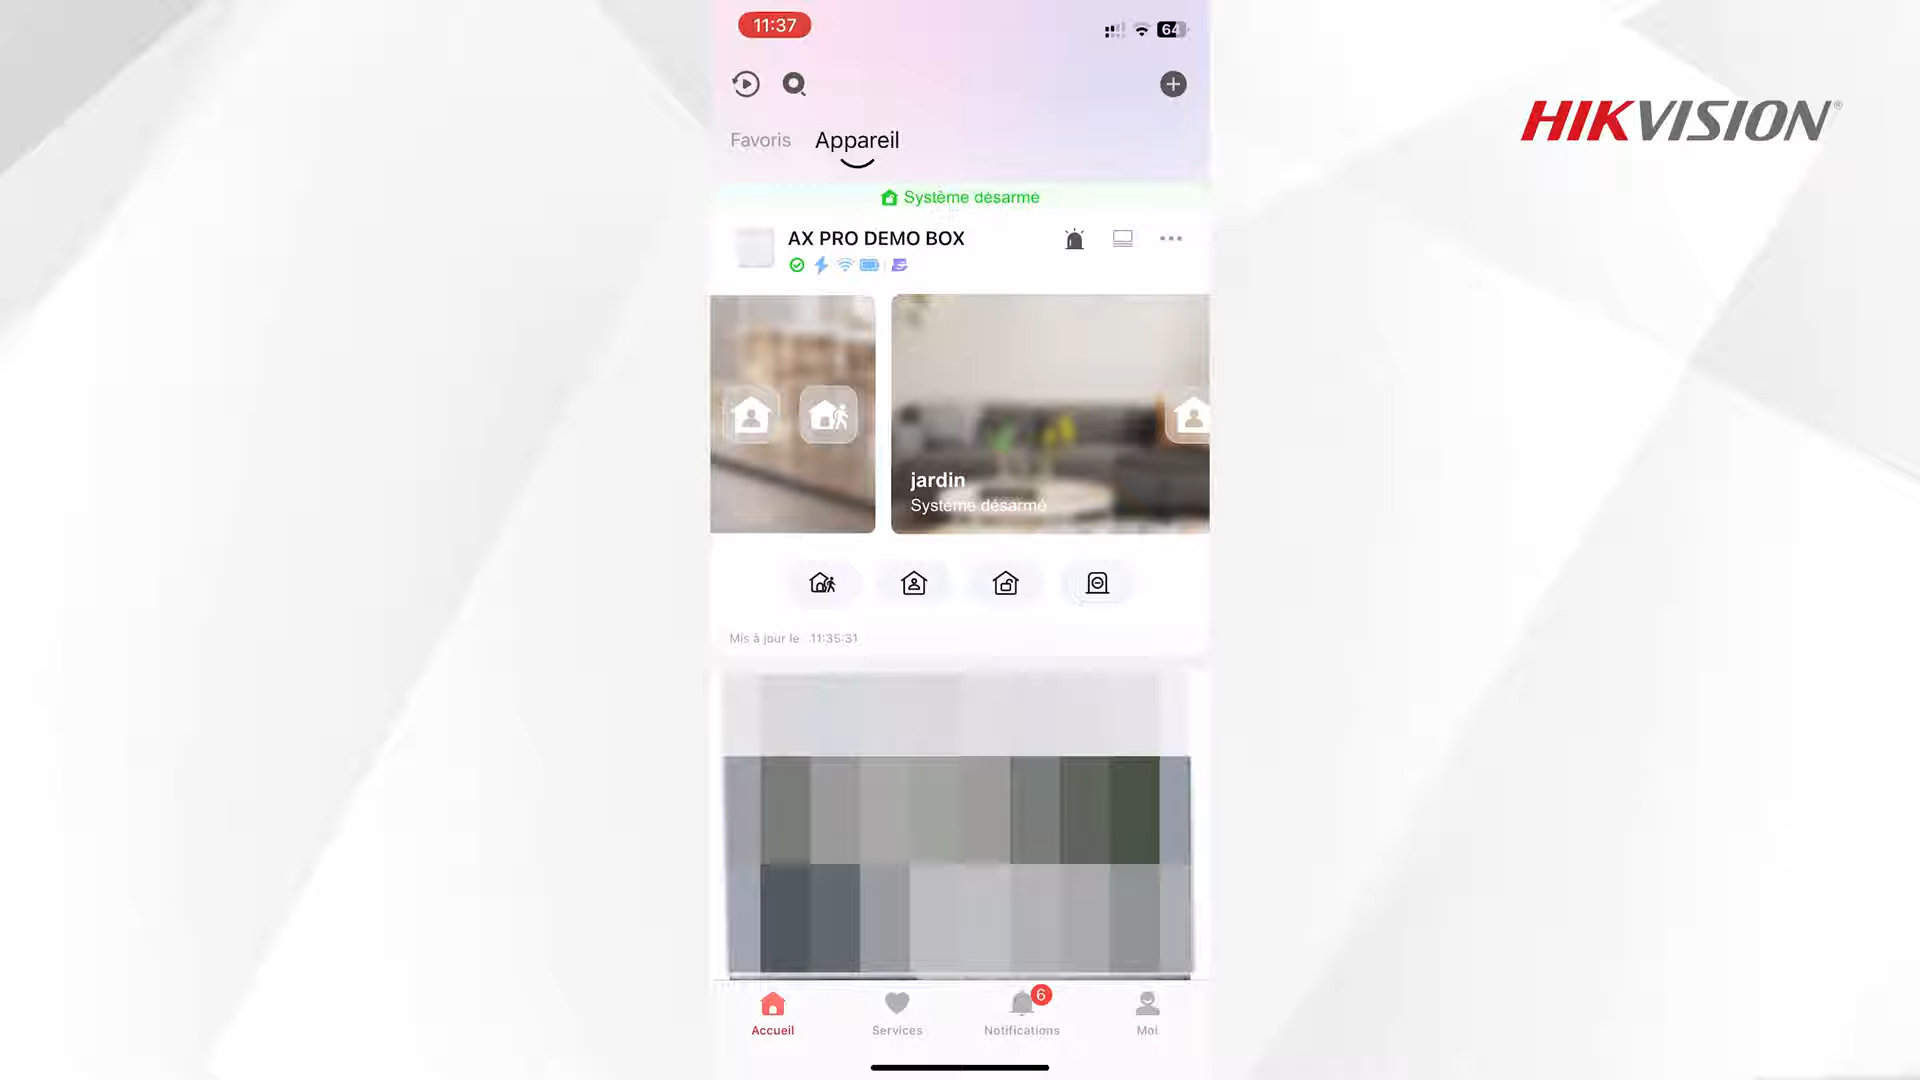 11:37
64
HIKVISION®
Favoris
Appareil
Système désarmé
AX PRO DEMO BOX
jardin
Système désarmé
Mis à jour le 11:35:31
6
Accueil
Services
Notifications
Moi